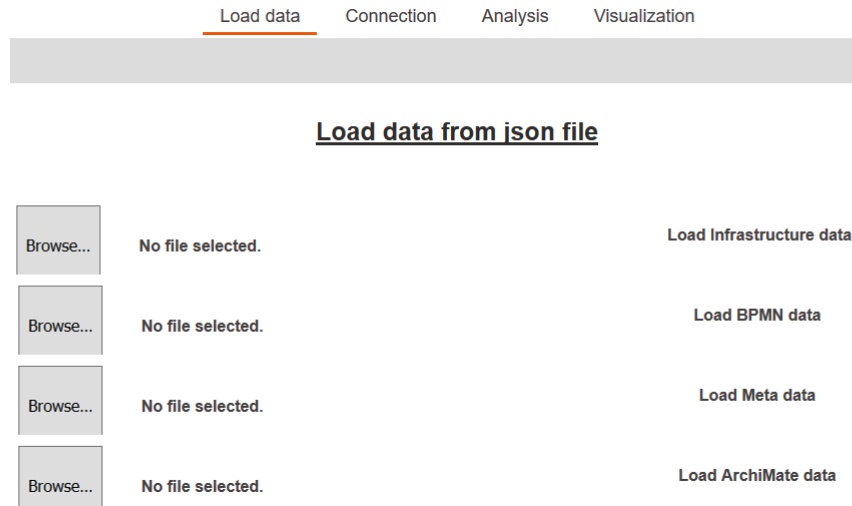 Load data Connection Analysis Visualization
Load data from json file
Browse... No file selected. Load Infrastructure data
Browse... No file selected. Load BPMN data
Browse... No file selected. Load Meta data
Browse... No file selected. Load ArchiMate data